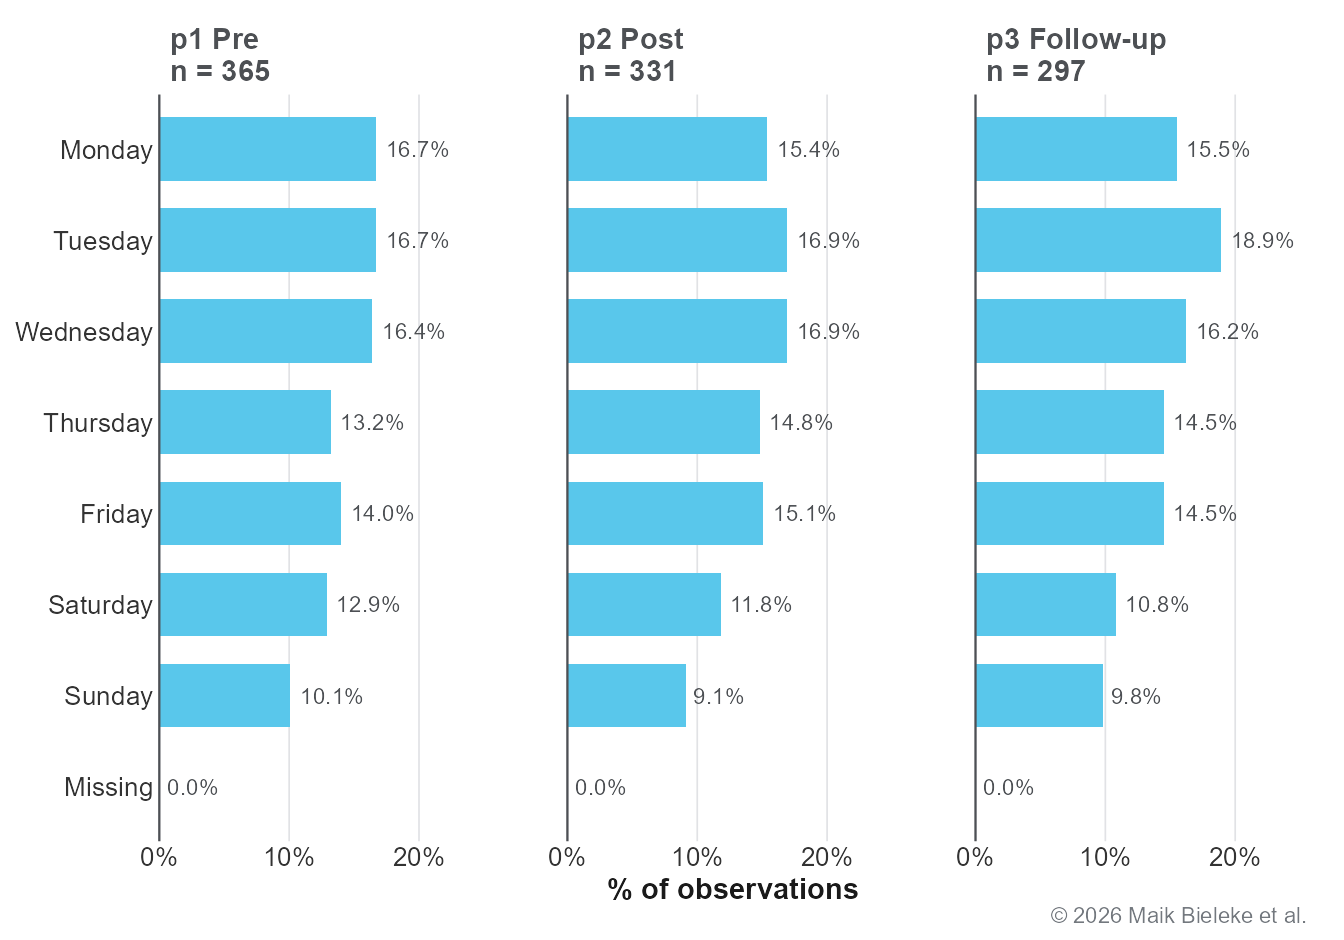 p1 Pre
n = 365
p2 Post
n = 331
p3 Follow-up
n = 297
Monday 16.7% 15.4% 15.5%
Tuesday 16.7% 16.9% 18.9%
Wednesday 16.4% 16.9% 16.2%
Thursday 13.2% 14.8% 14.5%
Friday 14.0% 15.1% 14.5%
Saturday 12.9% 11.8% 10.8%
Sunday 10.1% 9.1% 9.8%
Missing 0.0% 0.0% 0.0%
0% 10% 20% 0% 10% 20% 0% 10% 20%
% of observations
© 2026 Maik Bieleke et al.